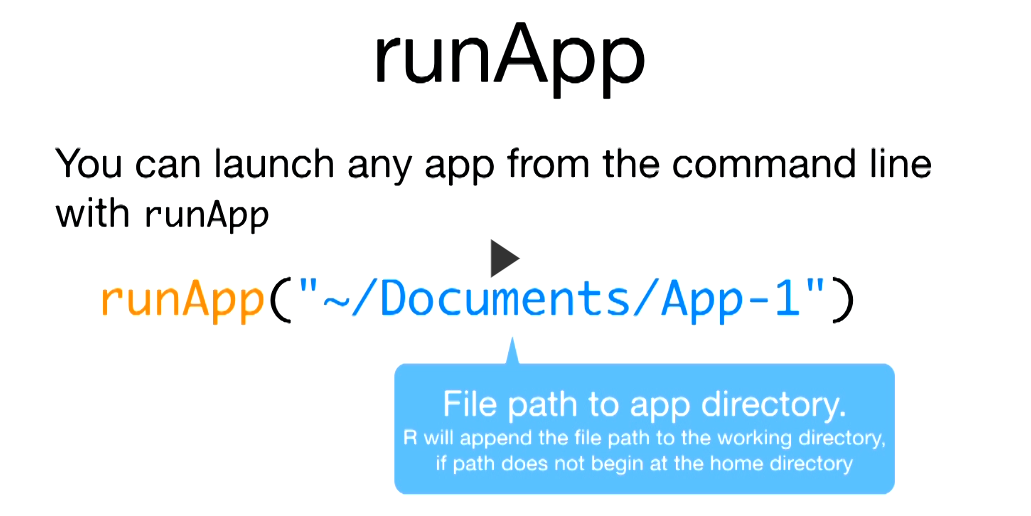 runApp
You can launch any app from the command line
with runApp
runApp("~/Documents/App-1")
File path to app directory.
R will append the file path to the working directory,
if path does not begin at the home directory